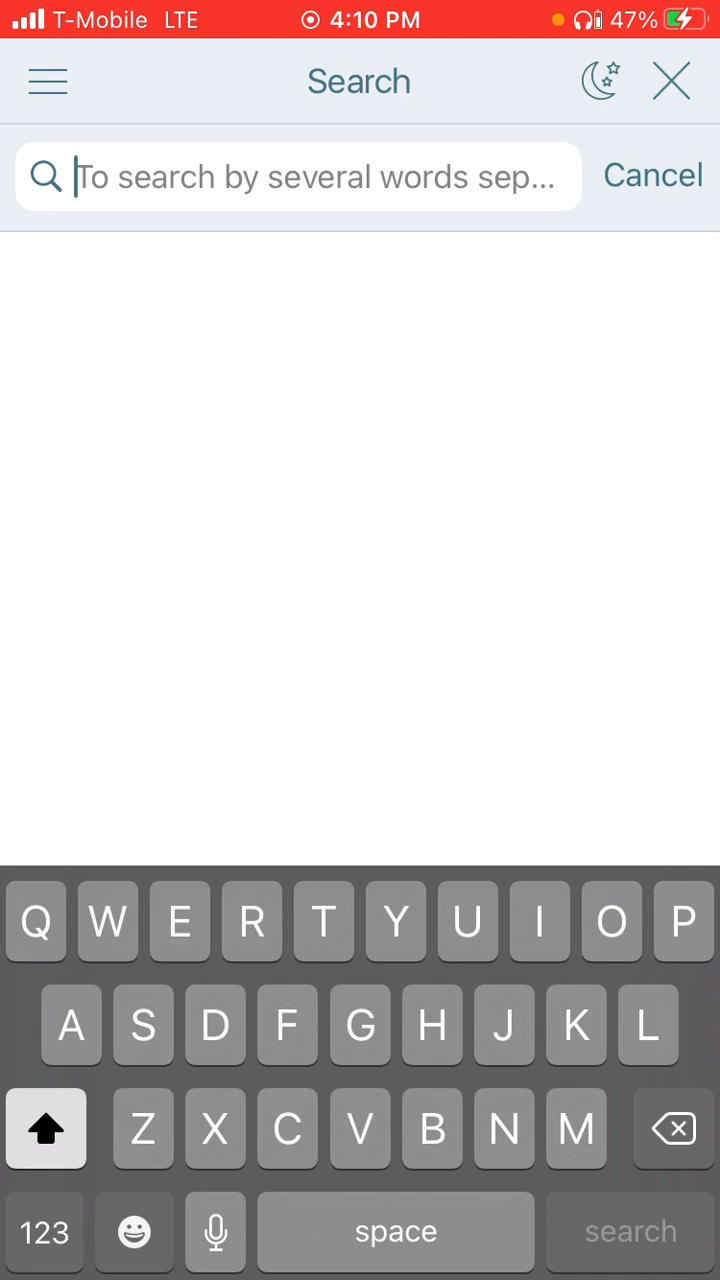 T-Mobile LTE 4:10 PM 47%
Search
To search by several words sep...
Cancel
Q W E R T Y U I O P
A S D F G H J K L
Z X C V B N M
123 space search